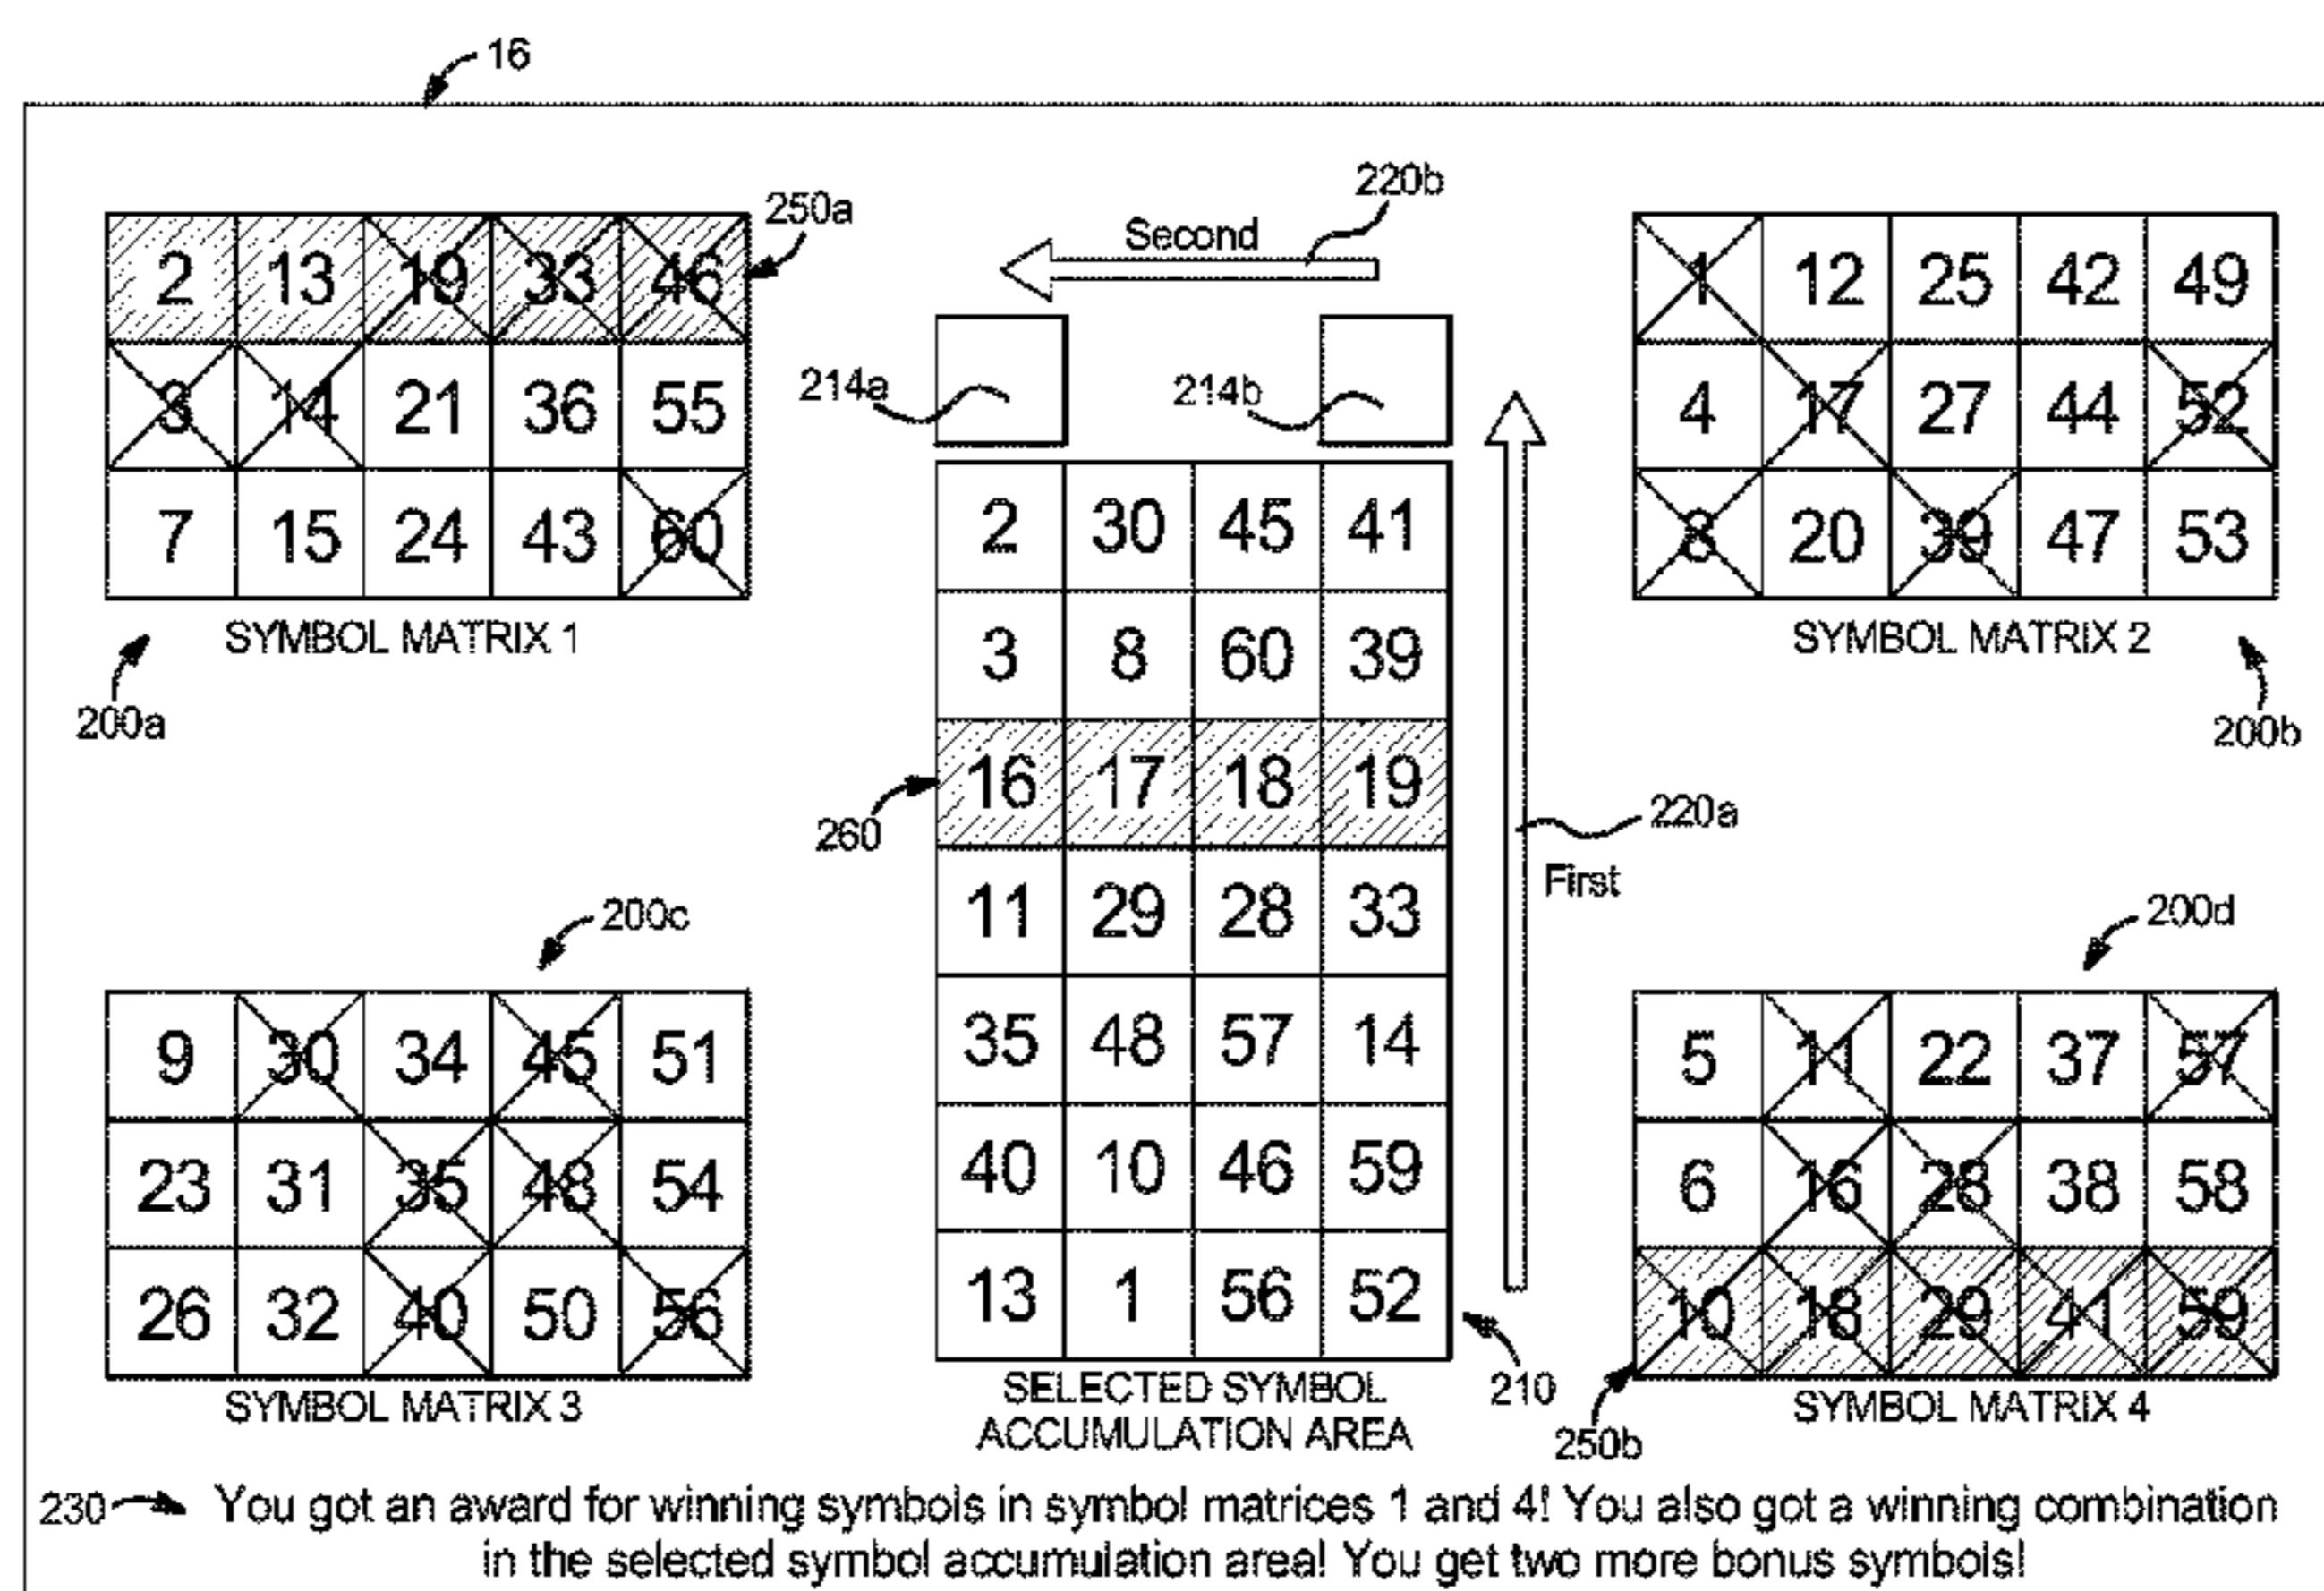 16
220b
250a
Second
2 13 19 33 46
1 12 25 42 49
214a
214b
3 14 21 36 55
4 17 27 44 52
7 15 24 43 60
8 20 39 47 53
SYMBOL MATRIX 1
SYMBOL MATRIX 2
200a
200b
2 30 45 41
3 8 60 39
16 17 18 19
260
220a
First
11 29 28 33
35 48 57 14
40 10 46 59
13 1 56 52
200c
200d
9 30 34 45 51
5 11 22 37 57
23 31 35 48 54
6 16 28 38 58
26 32 40 50 56
10 18 29 41 59
SYMBOL MATRIX 3
SELECTED SYMBOL
ACCUMULATION AREA
210
SYMBOL MATRIX 4
250b
230 You got an award for winning symbols in symbol matrices 1 and 4! You also got a winning combination
in the selected symbol accumulation area! You get two more bonus symbols!